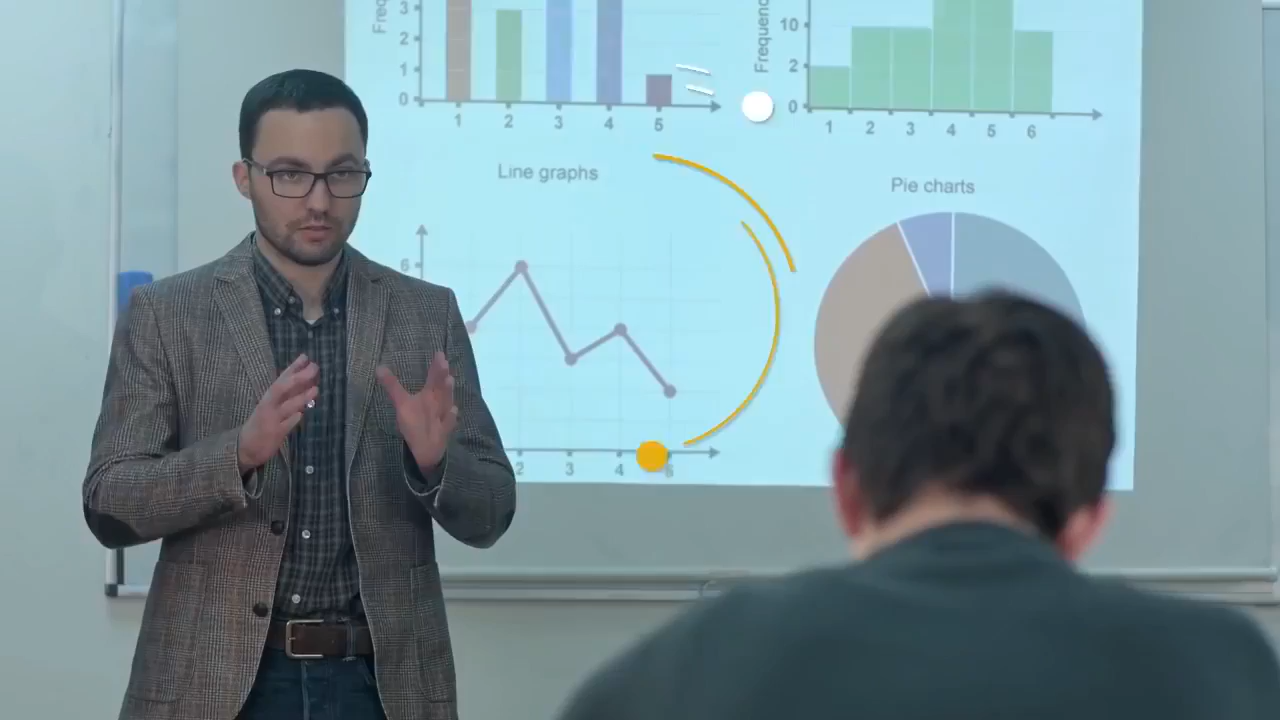 Freq
3
2
1
0
1 2 3 4 5
Frequenc
10
2
0
1 2 3 4 5 6
Line graphs
6
2 3 4
Pie charts